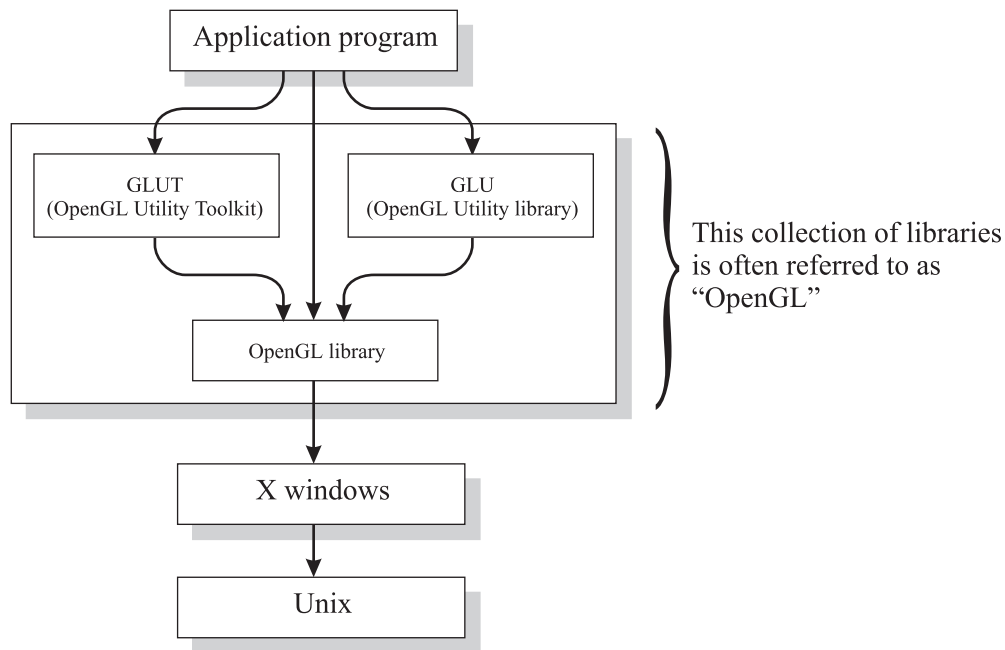 Application program
GLUT
(OpenGL Utility Toolkit)
GLU
(OpenGL Utility library)
This collection of libraries
is often referred to as
“OpenGL”
OpenGL library
X windows
Unix